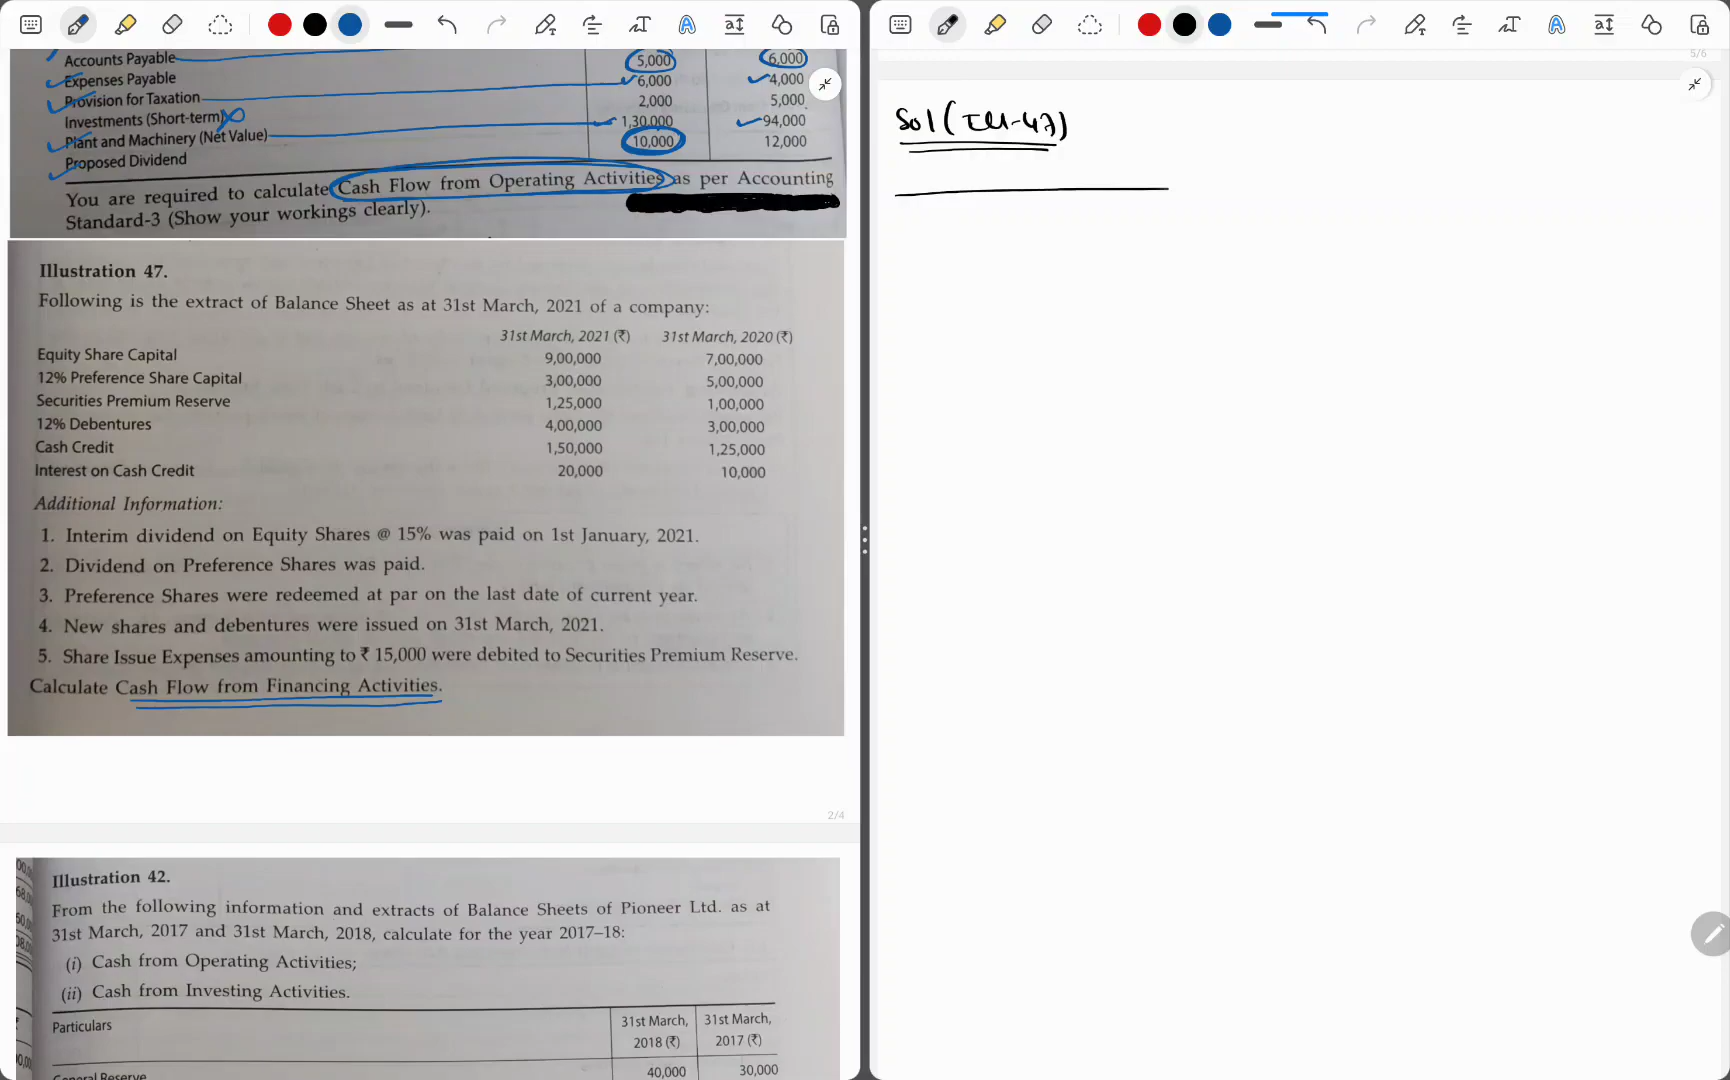 Accounts Payable 5,000 6,000
Expenses Payable 6,000 4,000
Provision for Taxation 2,000 5,000
Investments (Short-term) 1,30,000 94,000
Plant and Machinery (Net Value) 10,000 12,000
Proposed Dividend
You are required to calculate Cash Flow from Operating Activities as per Accounting
Standard-3 (Show your workings clearly).
Illustration 47.
Following is the extract of Balance Sheet as at 31st March, 2021 of a company:
31st March, 2021 (₹) 31st March, 2020 (₹)
Equity Share Capital 9,00,000 7,00,000
12% Preference Share Capital 3,00,000 5,00,000
Securities Premium Reserve 1,25,000 1,00,000
12% Debentures 4,00,000 3,00,000
Cash Credit 1,50,000 1,25,000
Interest on Cash Credit 20,000 10,000
Additional Information:
1. Interim dividend on Equity Shares @ 15% was paid on 1st January, 2021.
2. Dividend on Preference Shares was paid.
3. Preference Shares were redeemed at par on the last date of current year.
4. New shares and debentures were issued on 31st March, 2021.
5. Share Issue Expenses amounting to ₹ 15,000 were debited to Securities Premium Reserve.
Calculate Cash Flow from Financing Activities.
2/4
Illustration 42.
From the following information and extracts of Balance Sheets of Pioneer Ltd. as at
31st March, 2017 and 31st March, 2018, calculate for the year 2017–18:
(i) Cash from Operating Activities;
(ii) Cash from Investing Activities.
Particulars 31st March, 2018 (₹) 31st March, 2017 (₹)
General Reserve 40,000 30,000
5/6
Sol (Ill-47)